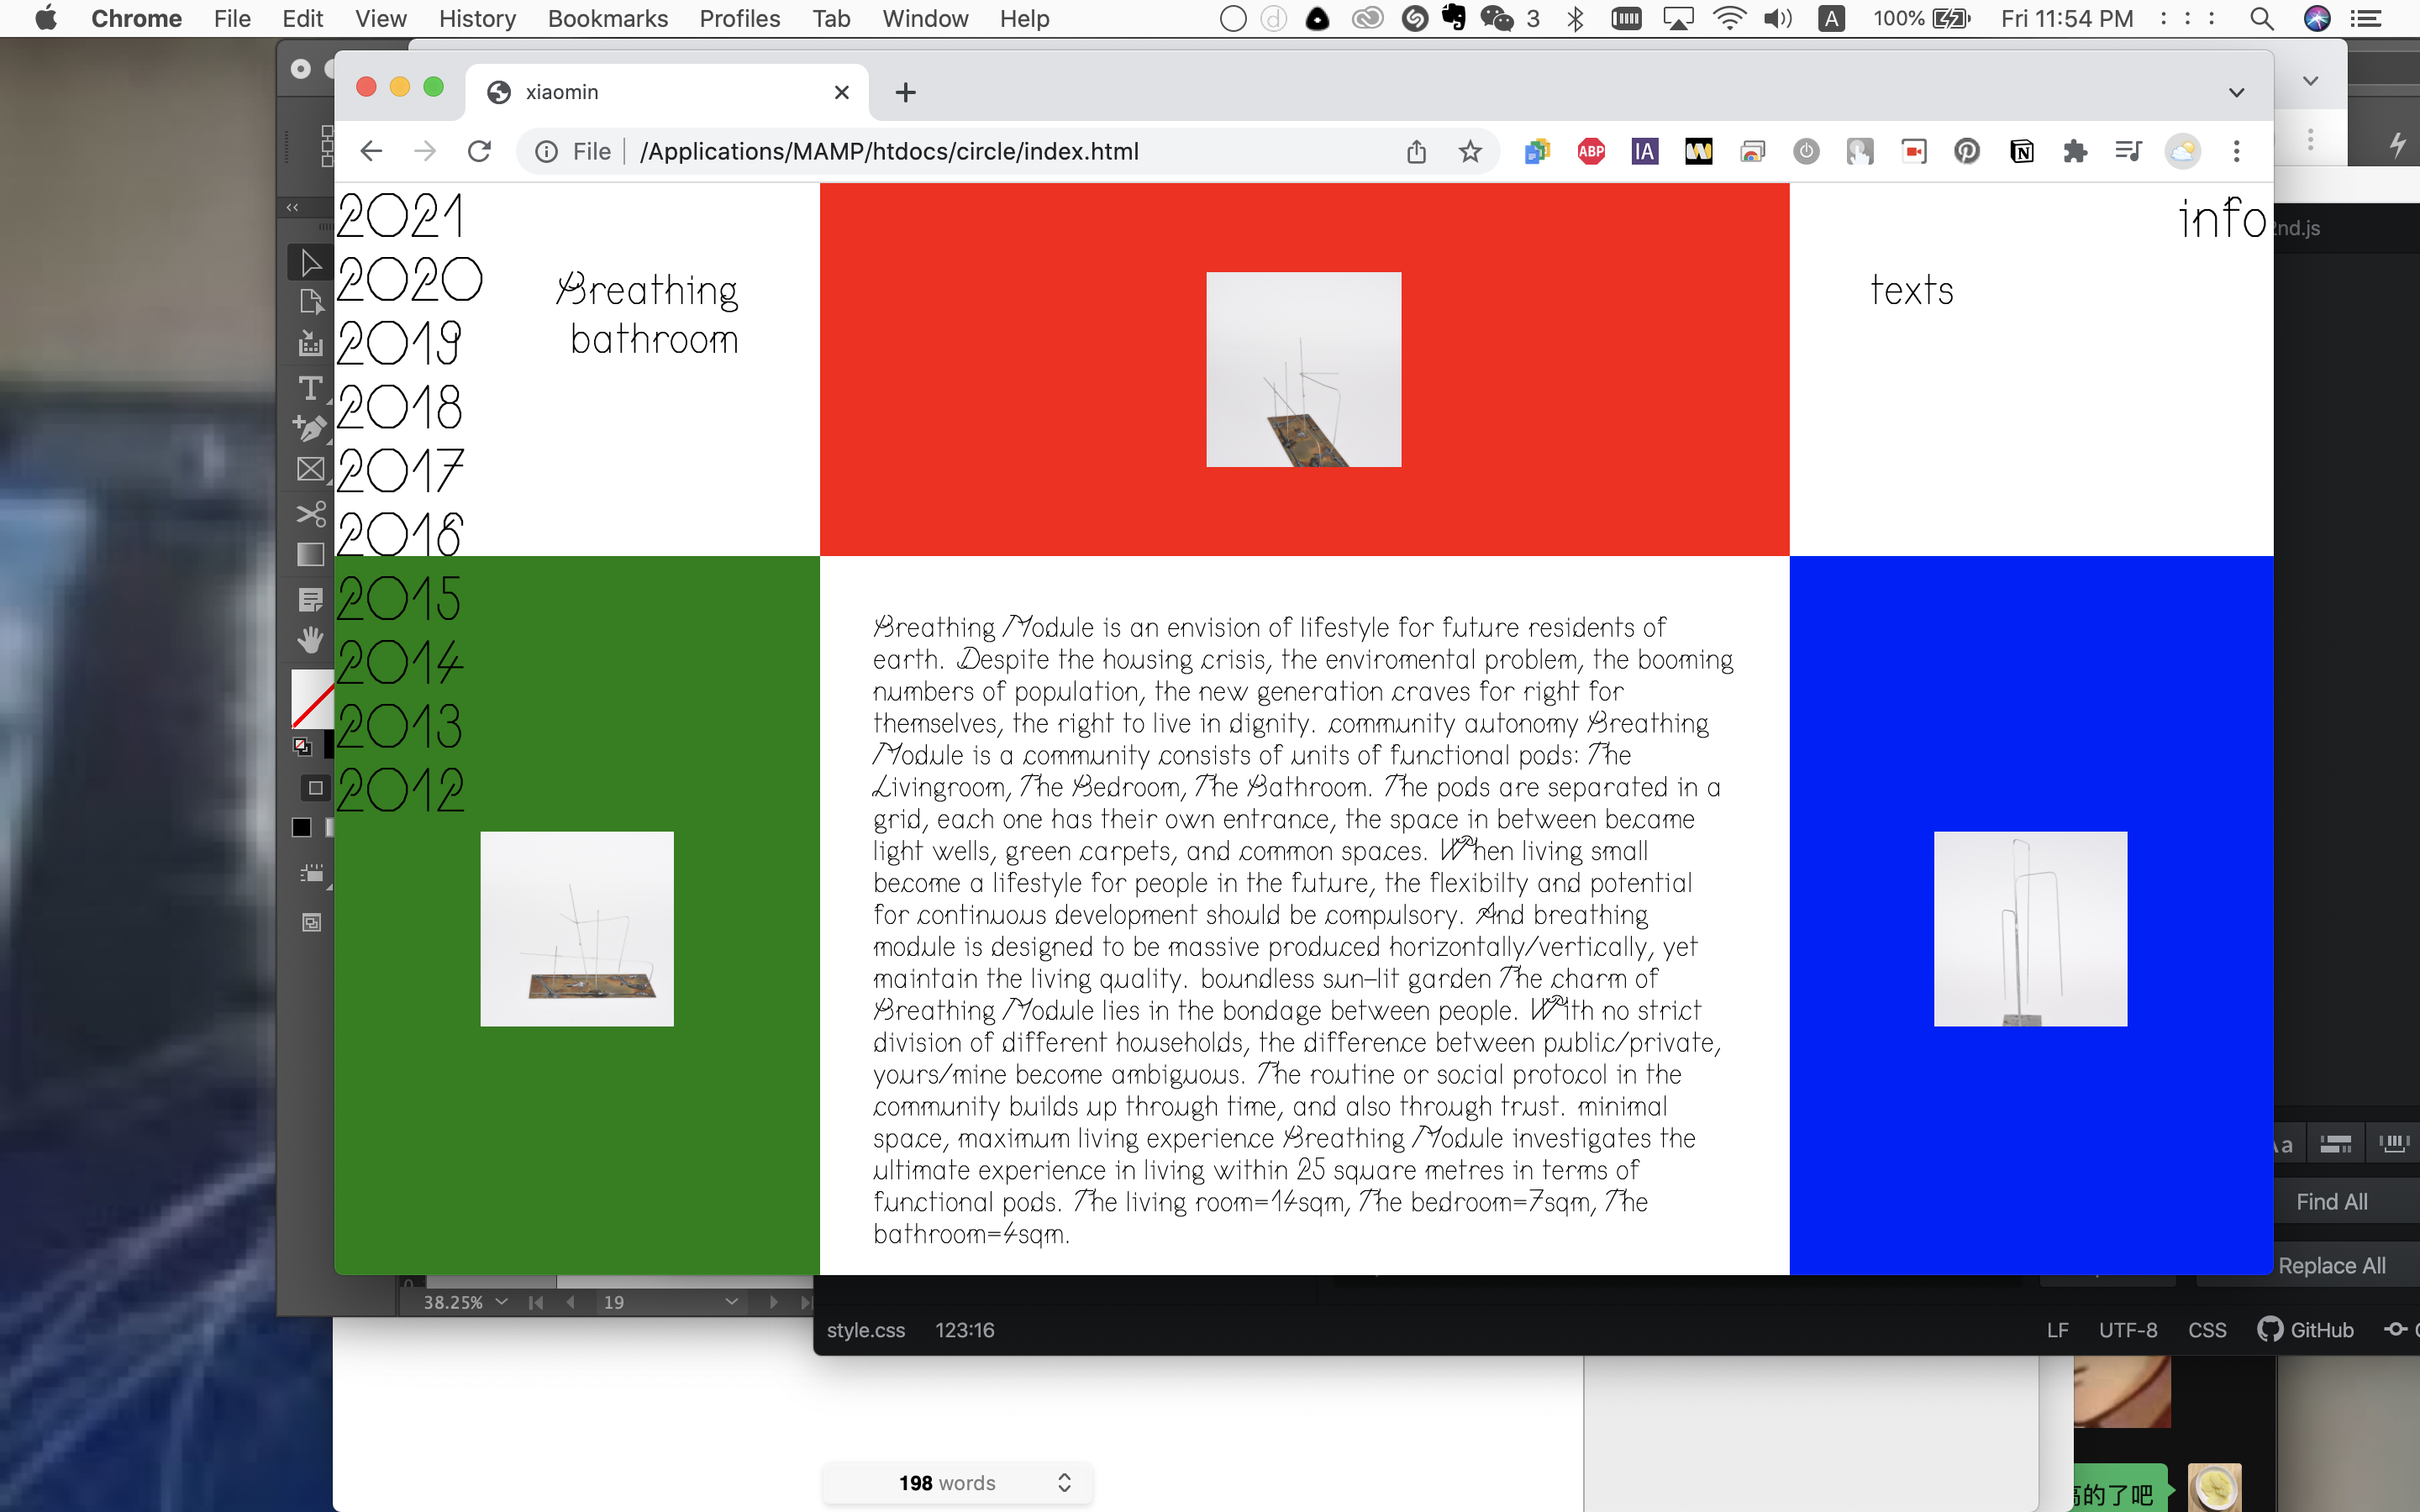 Chrome File Edit View History Bookmarks Profiles Tab Window Help 3 A 100% Fri 11:54 PM
xiaomin
File /Applications/MAMP/htdocs/circle/index.html
ABP IA
2021
2020
2019
2018
2017
2016
2015
2014
2013
2012
Breathing
bathroom
texts
info
2nd.js
Breathing Module is an envision of lifestyle for future residents of
earth. Despite the housing crisis, the enviromental problem, the booming
numbers of population, the new generation craves for right for
themselves, the right to live in dignity. community autonomy Breathing
Module is a community consists of units of functional pods: The
Livingroom, The Bedroom, The Bathroom. The pods are separated in a
grid, each one has their own entrance, the space in between became
light wells, green carpets, and common spaces. When living small
become a lifestyle for people in the future, the flexibilty and potential
for continuous development should be compulsory. And breathing
module is designed to be massive produced horizontally/vertically, yet
maintain the living quality. boundless sun-lit garden The charm of
Breathing Module lies in the bondage between people. With no strict
division of different households, the difference between public/private,
yours/mine become ambiguous. The routine or social protocol in the
community builds up through time, and also through trust. minimal
space, maximum living experience Breathing Module investigates the
ultimate experience in living within 25 square metres in terms of
functional pods. The living room=14sqm, The bedroom=7sqm, The
bathroom=4sqm.
Aa
Find All
Replace All
38.25% 19
style.css 123:16 LF UTF-8 CSS GitHub
198 words
的了吧